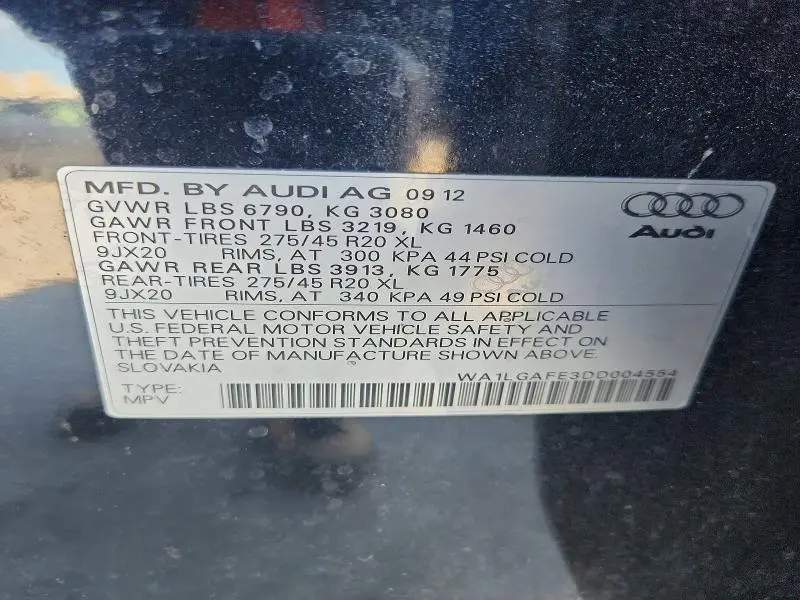 MFD. BY AUDI AG 09 12
GVWR LBS 6790, KG 3080
GAWR FRONT LBS 3219, KG 1460
FRONT-TIRES 275/45 R20 XL
9JX20 RIMS, AT 300 KPA 44 PSI COLD
GAWR REAR LBS 3913, KG 1775
REAR-TIRES 275/45 R20 XL
9JX20 RIMS, AT 340 KPA 49 PSI COLD
Audi
THIS VEHICLE CONFORMS TO ALL APPLICABLE
U.S. FEDERAL MOTOR VEHICLE SAFETY AND
THEFT PREVENTION STANDARDS IN EFFECT ON
THE DATE OF MANUFACTURE SHOWN ABOVE.
SLOVAKIA WA1LGAFE3DD004554
TYPE:
MPV